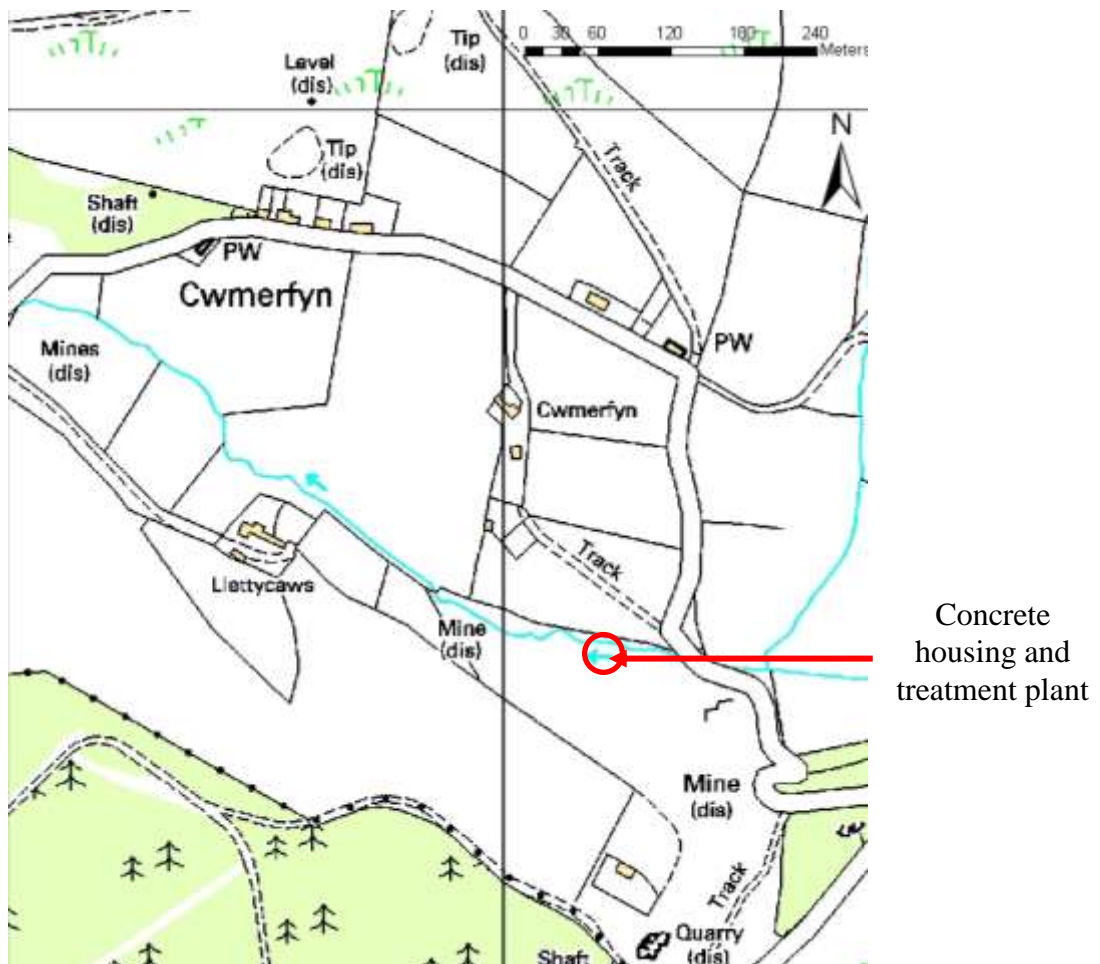 Tip
(dis)
0 30 60 120 180 240
Meters
Level
(dis)
N
Tip
(dis)
Track
Shaft
(dis)
PW
Cwmerfyn
Mines
(dis)
PW
Cwmerfyn
Llettycaws
Track
Mine
(dis)
Concrete
housing and
treatment plant
Mine
(dis)
Track
Quarry
(dis)
Shaft